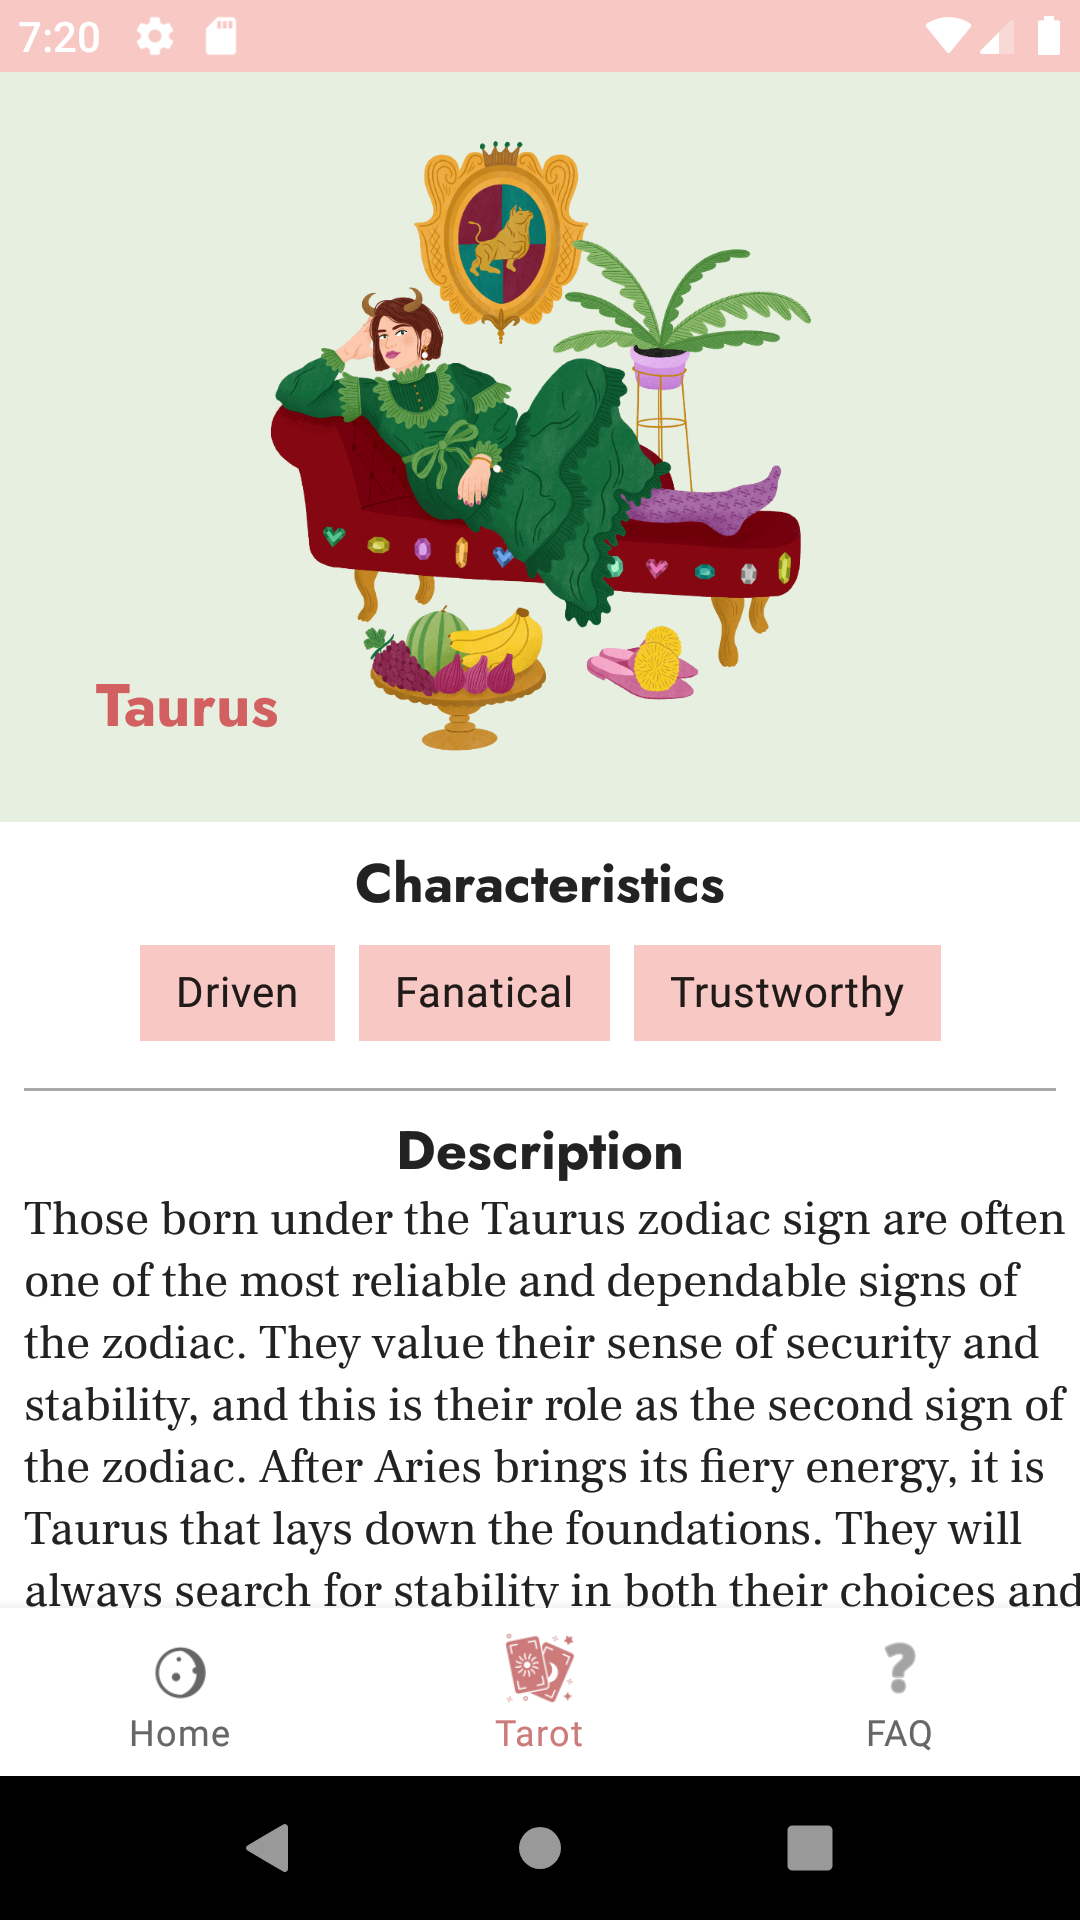 7:20
Taurus
Characteristics
Driven Fanatical Trustworthy
Description
Those born under the Taurus zodiac sign are often
one of the most reliable and dependable signs of
the zodiac. They value their sense of security and
stability, and this is their role as the second sign of
the zodiac. After Aries brings its fiery energy, it is
Taurus that lays down the foundations. They will
always search for stability in both their choices and
Home Tarot FAQ